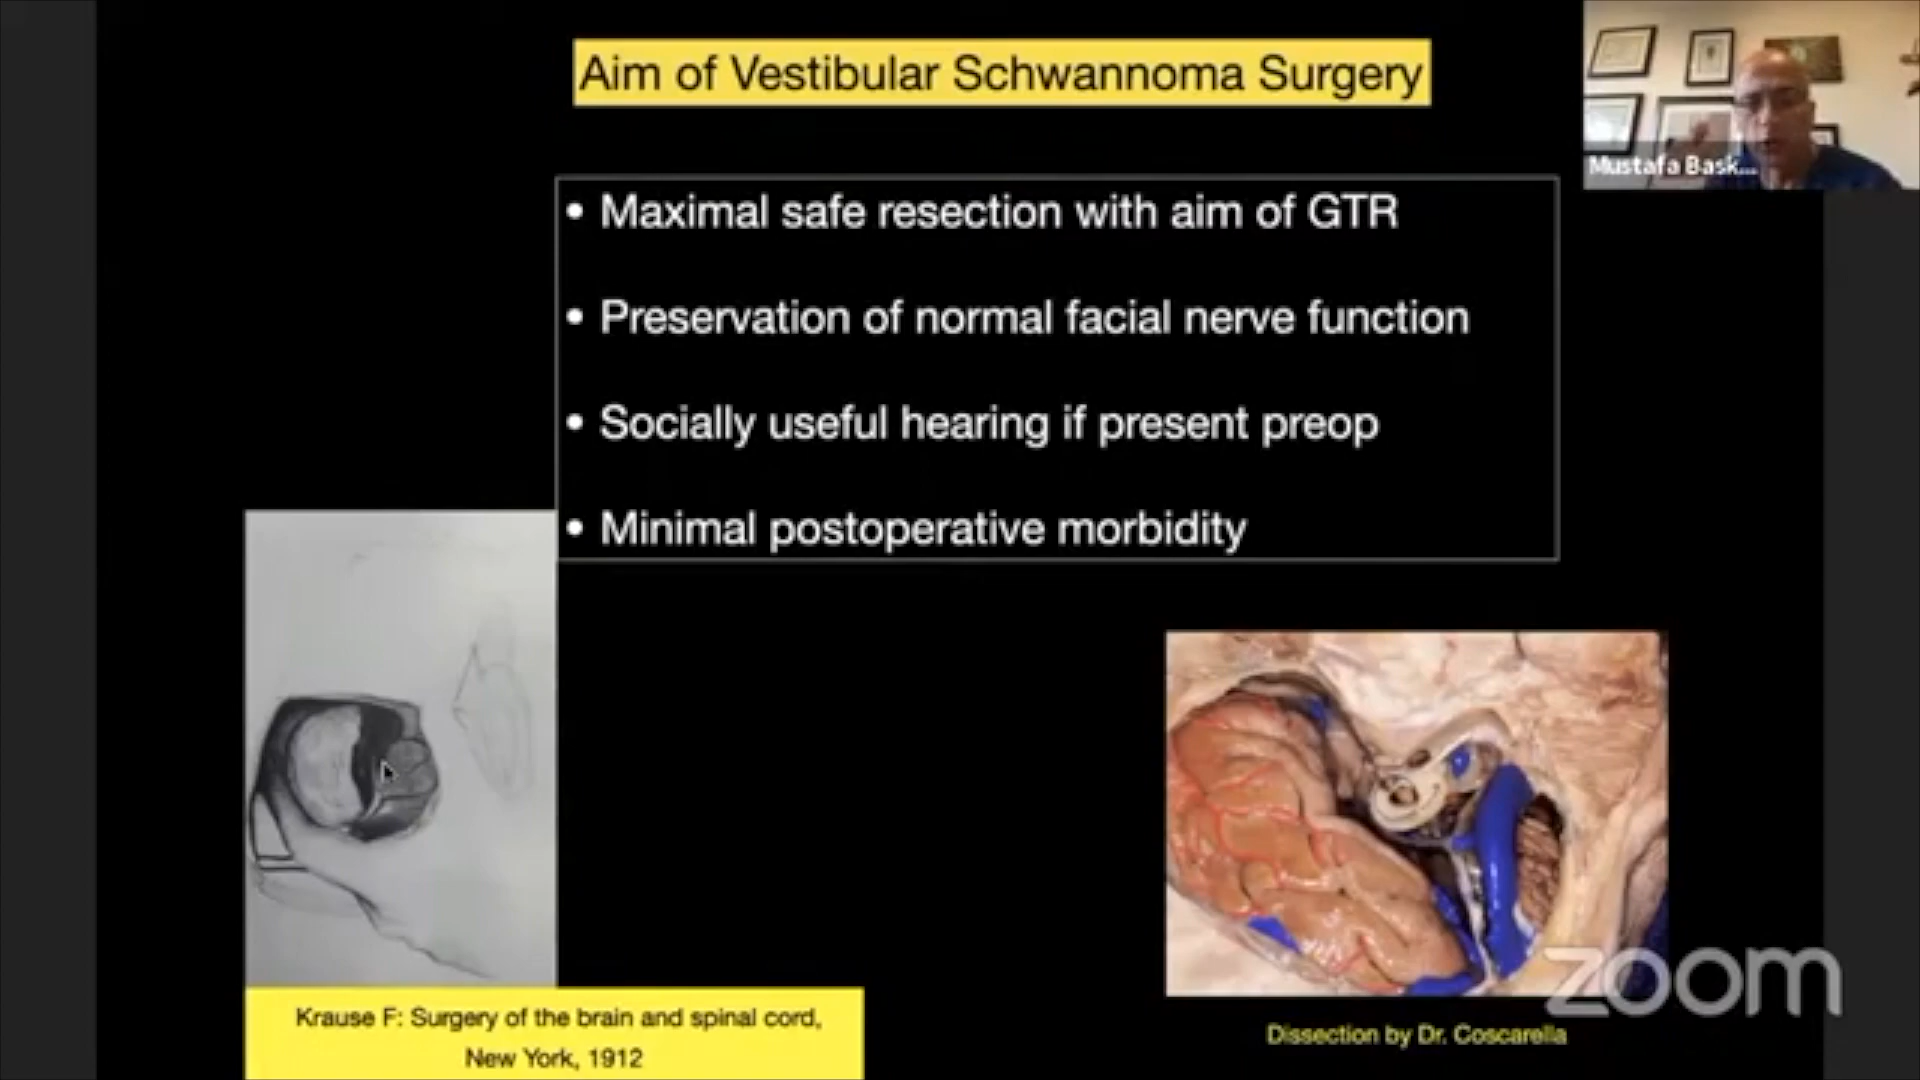 Aim of Vestibular Schwannoma Surgery
Mustafa Bask...
• Maximal safe resection with aim of GTR
• Preservation of normal facial nerve function
• Socially useful hearing if present preop
• Minimal postoperative morbidity
Krause F: Surgery of the brain and spinal cord,
New York, 1912
zoom
Dissection by Dr. Coscarella